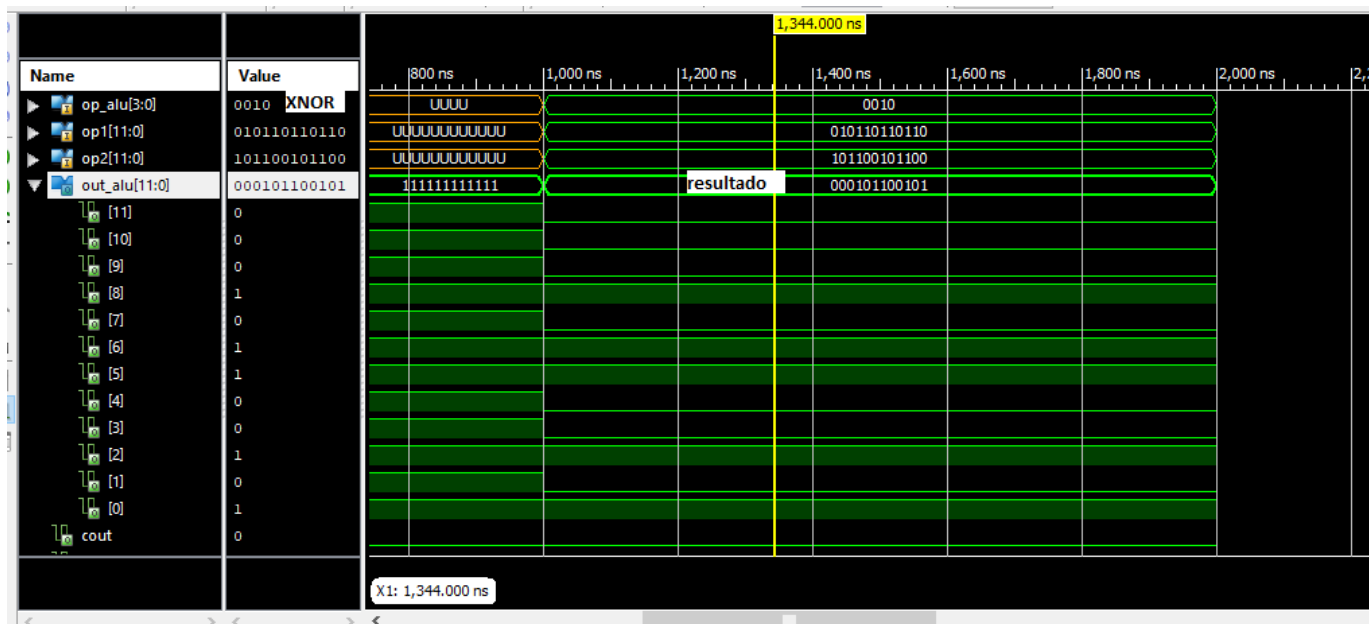 1,344.000 ns
Name Value 800 ns 1,000 ns 1,200 ns 1,400 ns 1,600 ns 1,800 ns 2,000 ns
op_alu[3:0] 0010 XNOR UUUU 0010
op1[11:0] 010110110110 UUUUUUUUUUUU 010110110110
op2[11:0] 101100101100 UUUUUUUUUUUU 101100101100
out_alu[11:0] 000101100101 111111111111 resultado 000101100101
[11] 0
[10] 0
[9] 0
[8] 1
[7] 0
[6] 1
[5] 1
[4] 0
[3] 0
[2] 1
[1] 0
[0] 1
cout 0
X1: 1,344.000 ns